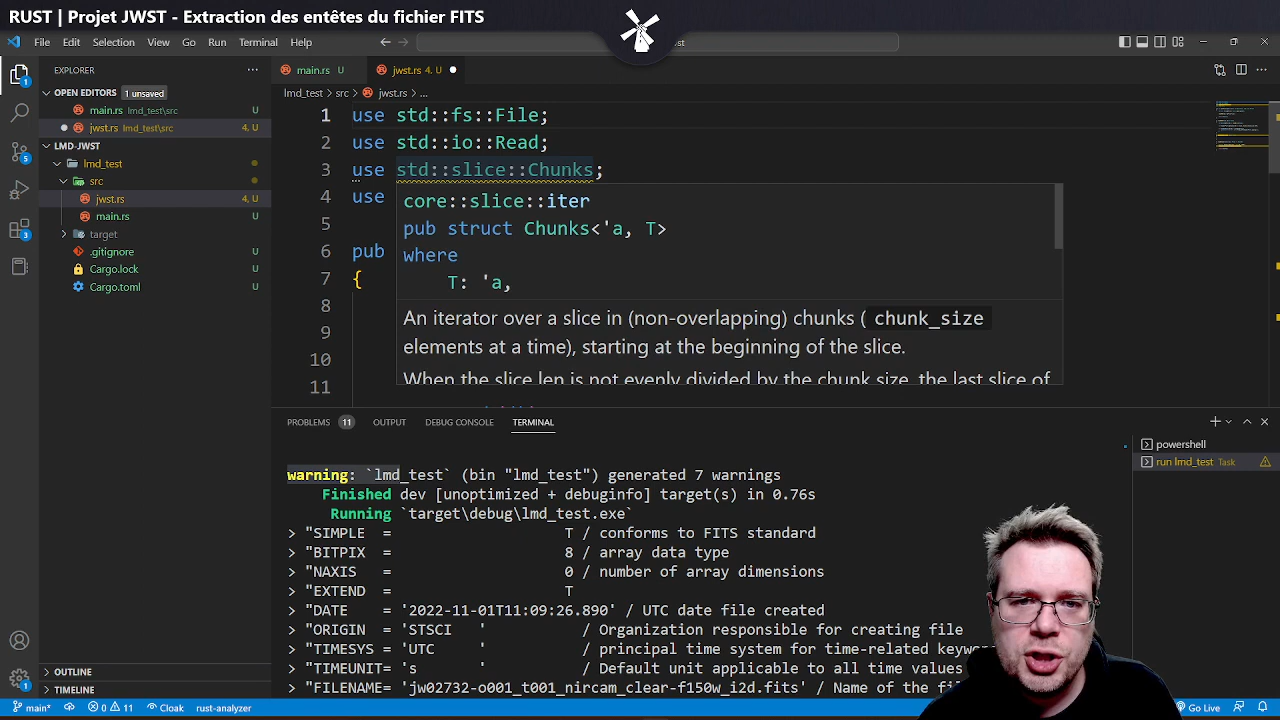 RUST | Projet JWST - Extraction des entêtes du fichier FITS
File Edit Selection View Go Run Terminal Help
EXPLORER
main.rs U
jwst.rs 4, U
OPEN EDITORS 1 unsaved
main.rs lmd_test\src U
jwst.rs lmd_test\src 4, U
LMD-JWST
lmd_test
src
jwst.rs 4, U
main.rs U
target
.gitignore U
Cargo.lock U
Cargo.toml U
OUTLINE
TIMELINE
lmd_test > src > jwst.rs > ...
1 use std::fs::File;
2 use std::io::Read;
3 use std::slice::Chunks;
4 use
5
6 pub
7 {
8
9
10
11
core::slice::iter
pub struct Chunks<'a, T>
where
T: 'a,
An iterator over a slice in (non-overlapping) chunks ( chunk_size
elements at a time), starting at the beginning of the slice.
When the slice len is not evenly divided by the chunk size, the last slice of
PROBLEMS 11 OUTPUT DEBUG CONSOLE TERMINAL
powershell
run lmd_test Task
warning: `lmd_test` (bin "lmd_test") generated 7 warnings
Finished dev [unoptimized + debuginfo] target(s) in 0.76s
Running `target\debug\lmd_test.exe`
> "SIMPLE = T / conforms to FITS standard
> "BITPIX = 8 / array data type
> "NAXIS = 0 / number of array dimensions
> "EXTEND = T
> "DATE = '2022-11-01T11:09:26.890' / UTC date file created
> "ORIGIN = 'STSCI ' / Organization responsible for creating file
> "TIMESYS = 'UTC ' / principal time system for time-related keyw
> "TIMEUNIT= 's ' / Default unit applicable to all time values
> "FILENAME= 'jw02732-o001_t001_nircam_clear-f150w_i2d.fits' / Name of the fil
main* 0 11 Cloak rust-analyzer Go Live